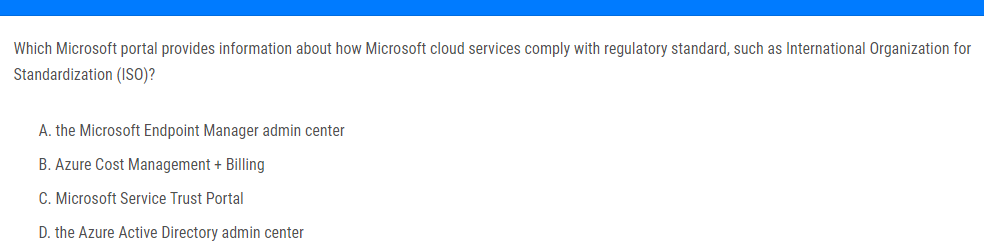 Which Microsoft portal provides information about how Microsoft cloud services comply with regulatory standard, such as International Organization for
Standardization (ISO)?
A. the Microsoft Endpoint Manager admin center
B. Azure Cost Management + Billing
C. Microsoft Service Trust Portal
D. the Azure Active Directory admin center